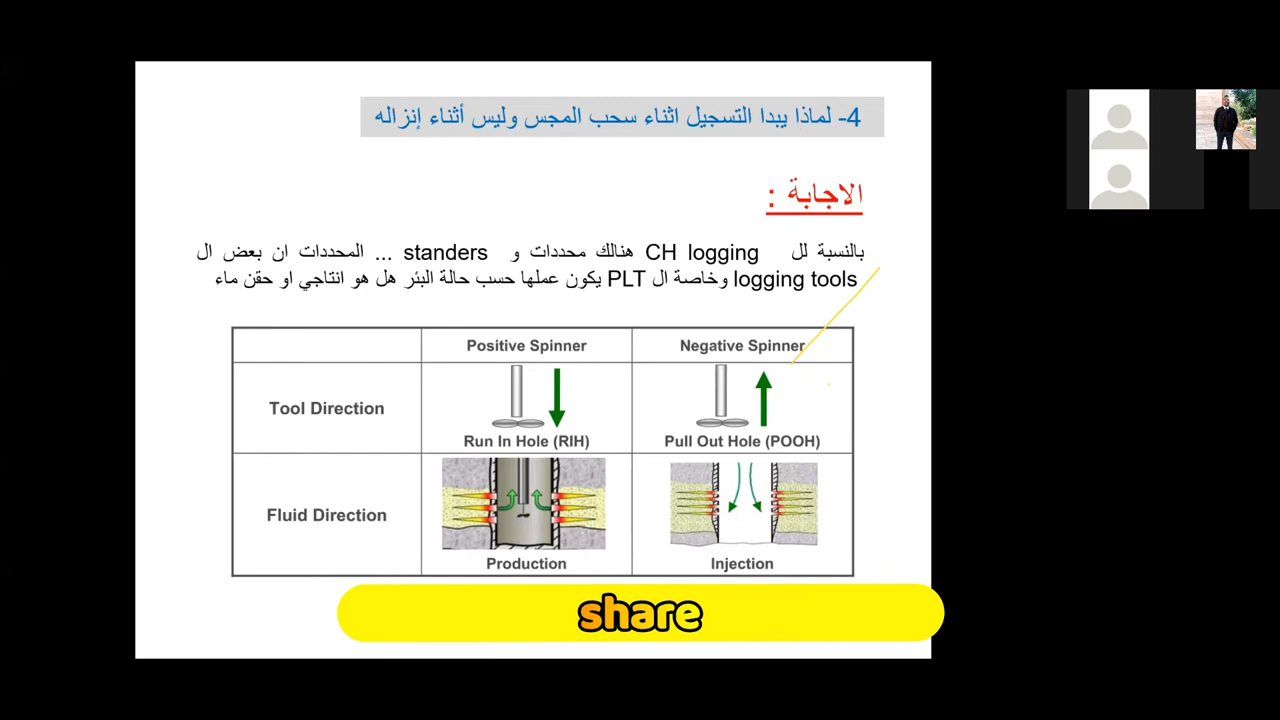 4- لماذا يبدا التسجيل اثناء سحب المجس وليس أثناء إنزاله
الاجابة :
بالنسبة لل CH logging هنالك محددات و standers ... المحددات ان بعض ال
logging tools وخاصة ال PLT يكون عملها حسب حالة البئر هل هو انتاجي او حقن ماء
Positive Spinner
Negative Spinner
Tool Direction
Run In Hole (RIH)
Pull Out Hole (POOH)
Fluid Direction
Production
Injection
share